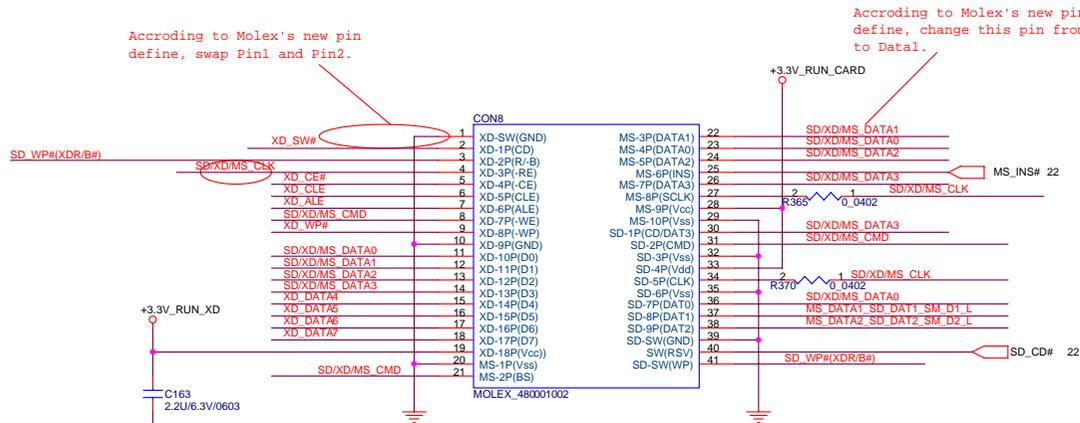 Accroding to Molex's new pin
define, swap Pin1 and Pin2.
Accroding to Molex's new pin
define, change this pin from
to Data1.
+3.3V_RUN_CARD
CON8
XD_SW#
SD_WP#(XDR/B#)
SD/XD/MS_CLK
XD_CE#
XD_CLE
XD_ALE
SD/XD/MS_CMD
XD_WP#
SD/XD/MS_DATA0
SD/XD/MS_DATA1
SD/XD/MS_DATA2
SD/XD/MS_DATA3
XD_DATA4
XD_DATA5
XD_DATA6
XD_DATA7
SD/XD/MS_CMD
+3.3V_RUN_XD
C163
2.2U/6.3V/0603
1 XD-SW(GND)
2 XD-1P(CD)
3 XD-2P(R/-B)
4 XD-3P(-RE)
5 XD-4P(-CE)
6 XD-5P(CLE)
7 XD-6P(ALE)
8 XD-7P(-WE)
9 XD-8P(-WP)
10 XD-9P(GND)
11 XD-10P(D0)
12 XD-11P(D1)
13 XD-12P(D2)
14 XD-13P(D3)
15 XD-14P(D4)
16 XD-15P(D5)
17 XD-16P(D6)
18 XD-17P(D7)
19 XD-18P(Vcc))
20 MS-1P(Vss)
21 MS-2P(BS)
MOLEX_480001002
MS-3P(DATA1) 22 SD/XD/MS_DATA1
MS-4P(DATA0) 23 SD/XD/MS_DATA0
MS-5P(DATA2) 24 SD/XD/MS_DATA2
MS-6P(INS) 25 MS_INS# 22
MS-7P(DATA3) 26 SD/XD/MS_DATA3
MS-8P(SCLK) 27 R365 2 1 0_0402 SD/XD/MS_CLK
MS-9P(Vcc) 28
MS-10P(Vss) 29
SD-1P(CD/DAT3) 30 SD/XD/MS_DATA3
SD-2P(CMD) 31 SD/XD/MS_CMD
SD-3P(Vss) 32
SD-4P(Vdd) 33
SD-5P(CLK) 34 R370 2 1 0_0402 SD/XD/MS_CLK
SD-6P(Vss) 35
SD-7P(DAT0) 36 SD/XD/MS_DATA0
SD-8P(DAT1) 37 MS_DATA1_SD_DAT1_SM_D1_L
SD-9P(DAT2) 38 MS_DATA2_SD_DAT2_SM_D2_L
SD-SW(GND) 39
SW(RSV) 40 SD_CD# 22
SD-SW(WP) 41 SD_WP#(XDR/B#)